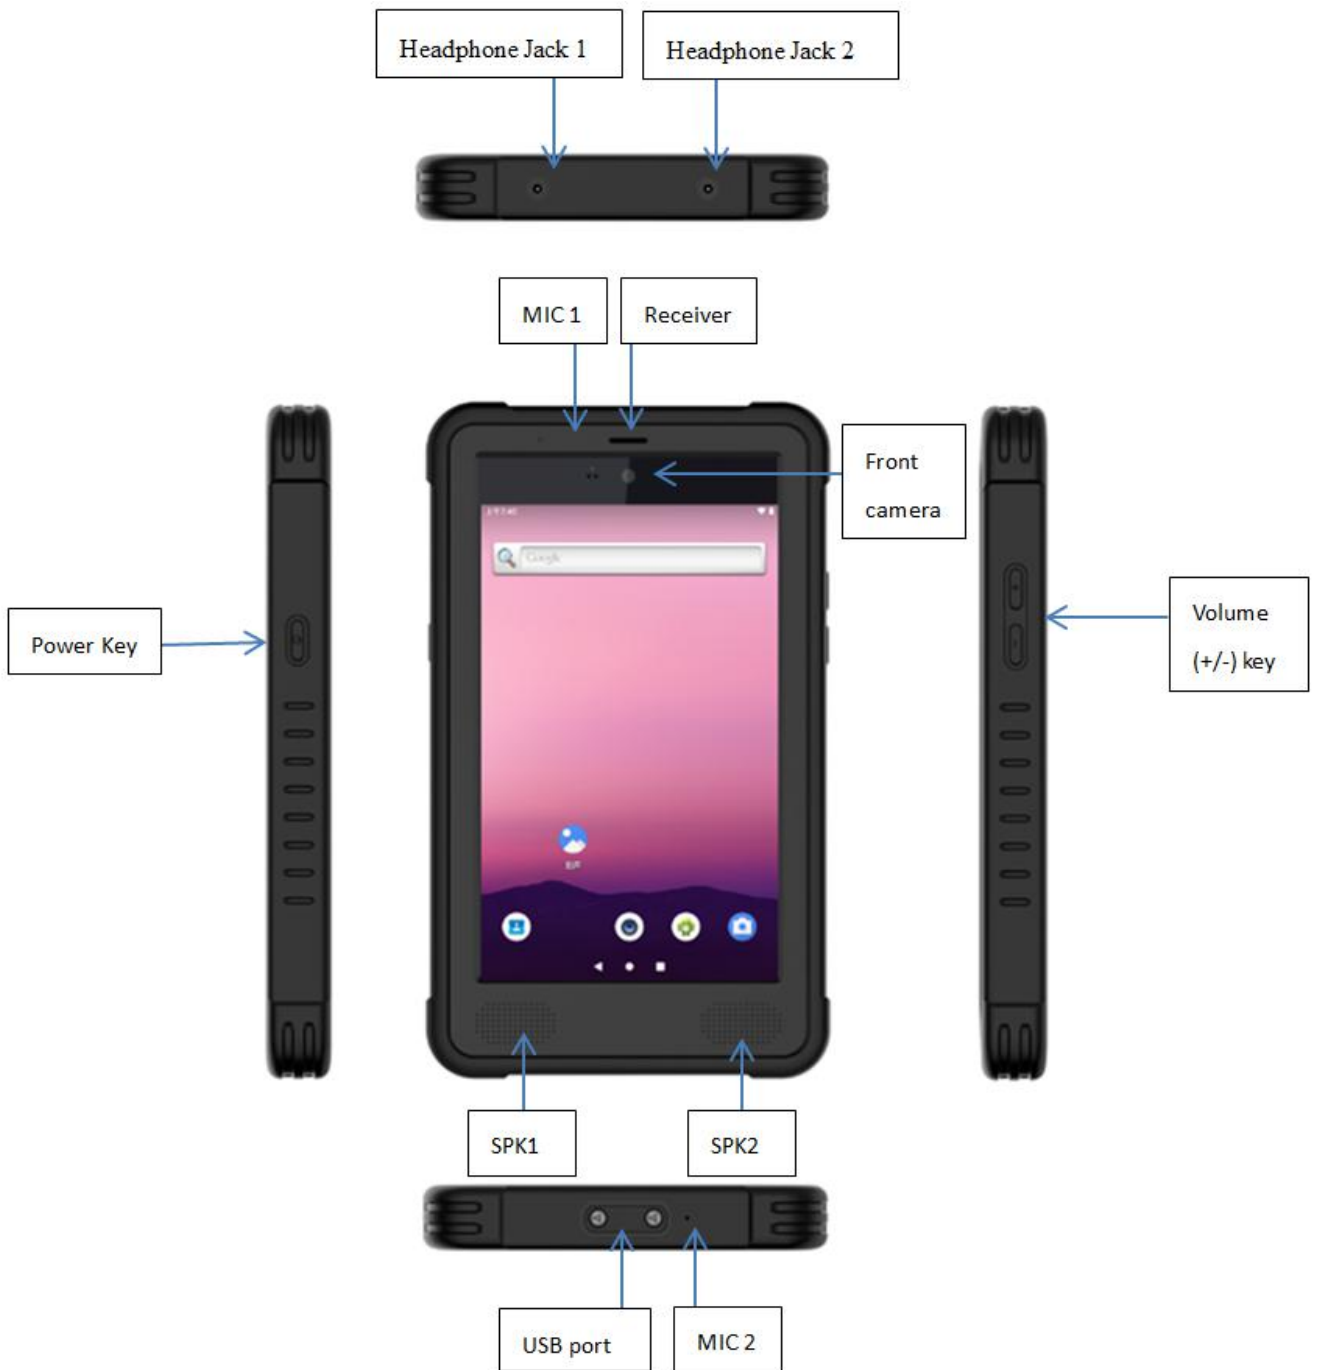 Headphone Jack 1
Headphone Jack 2
MIC 1
Receiver
Front
camera
Google
Power Key
Volume
(+/-) key
SPK1
SPK2
USB port
MIC 2